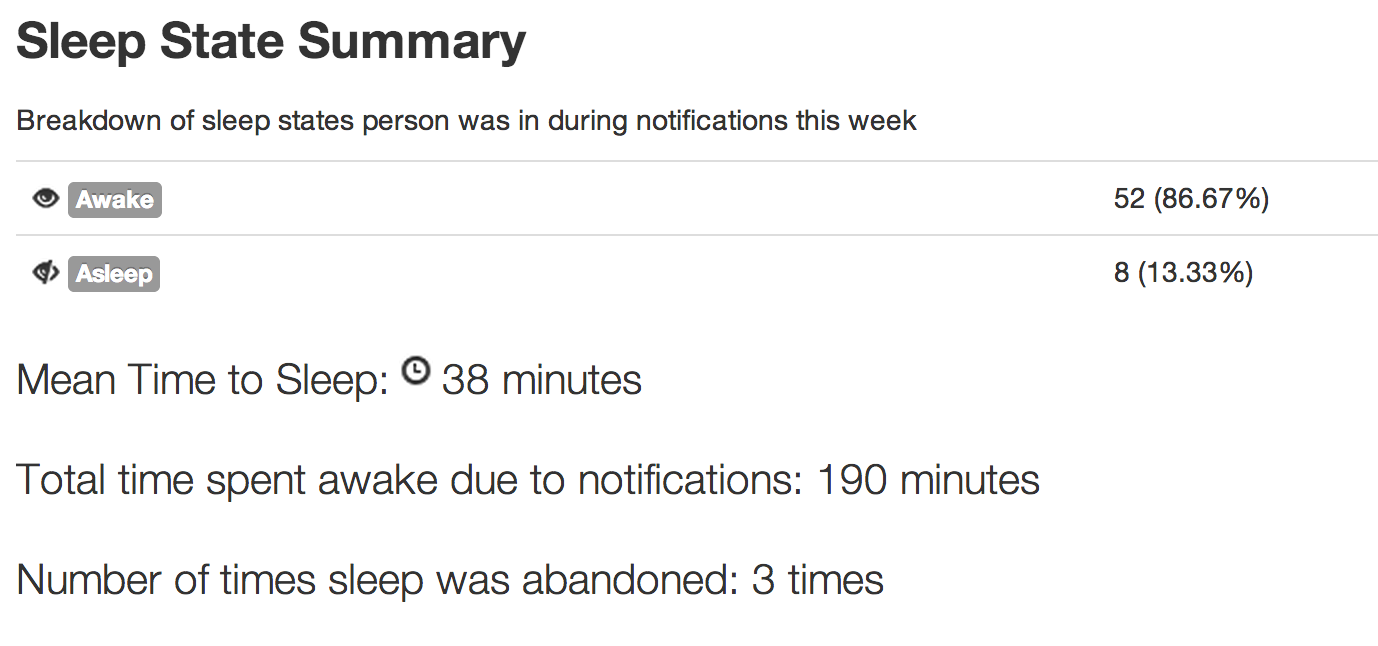 Sleep State Summary
Breakdown of sleep states person was in during notifications this week
Awake 52 (86.67%)
Asleep 8 (13.33%)
Mean Time to Sleep: 38 minutes
Total time spent awake due to notifications: 190 minutes
Number of times sleep was abandoned: 3 times